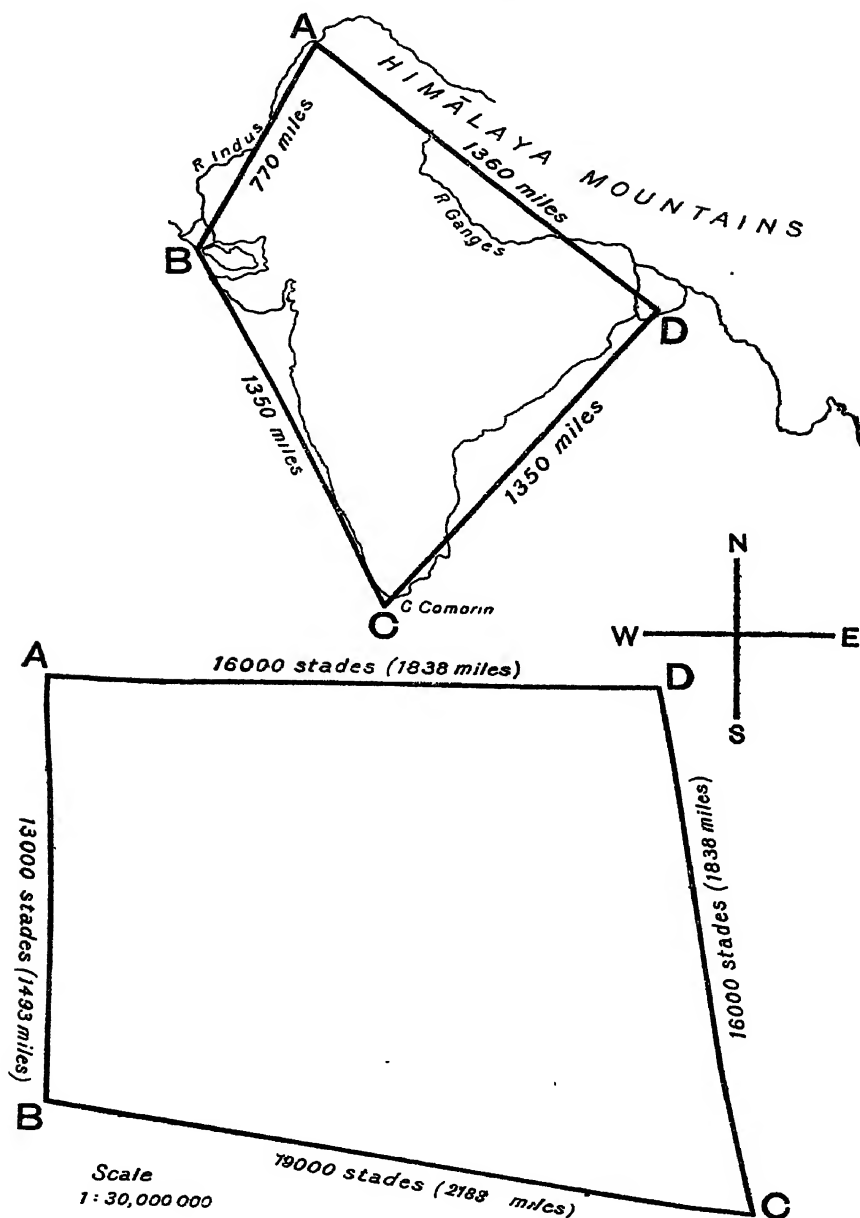 A
HIMĀLAYA MOUNTAINS
R Indus
770 miles
1360 miles
R Ganges
B
D
1350 miles
1350 miles
C
C Comorin
N
W
E
S
A
16000 stades (1838 miles)
D
13000 stades (1493 miles)
16000 stades (1838 miles)
B
19000 stades (2183 miles)
C
Scale
1 : 30,000 000